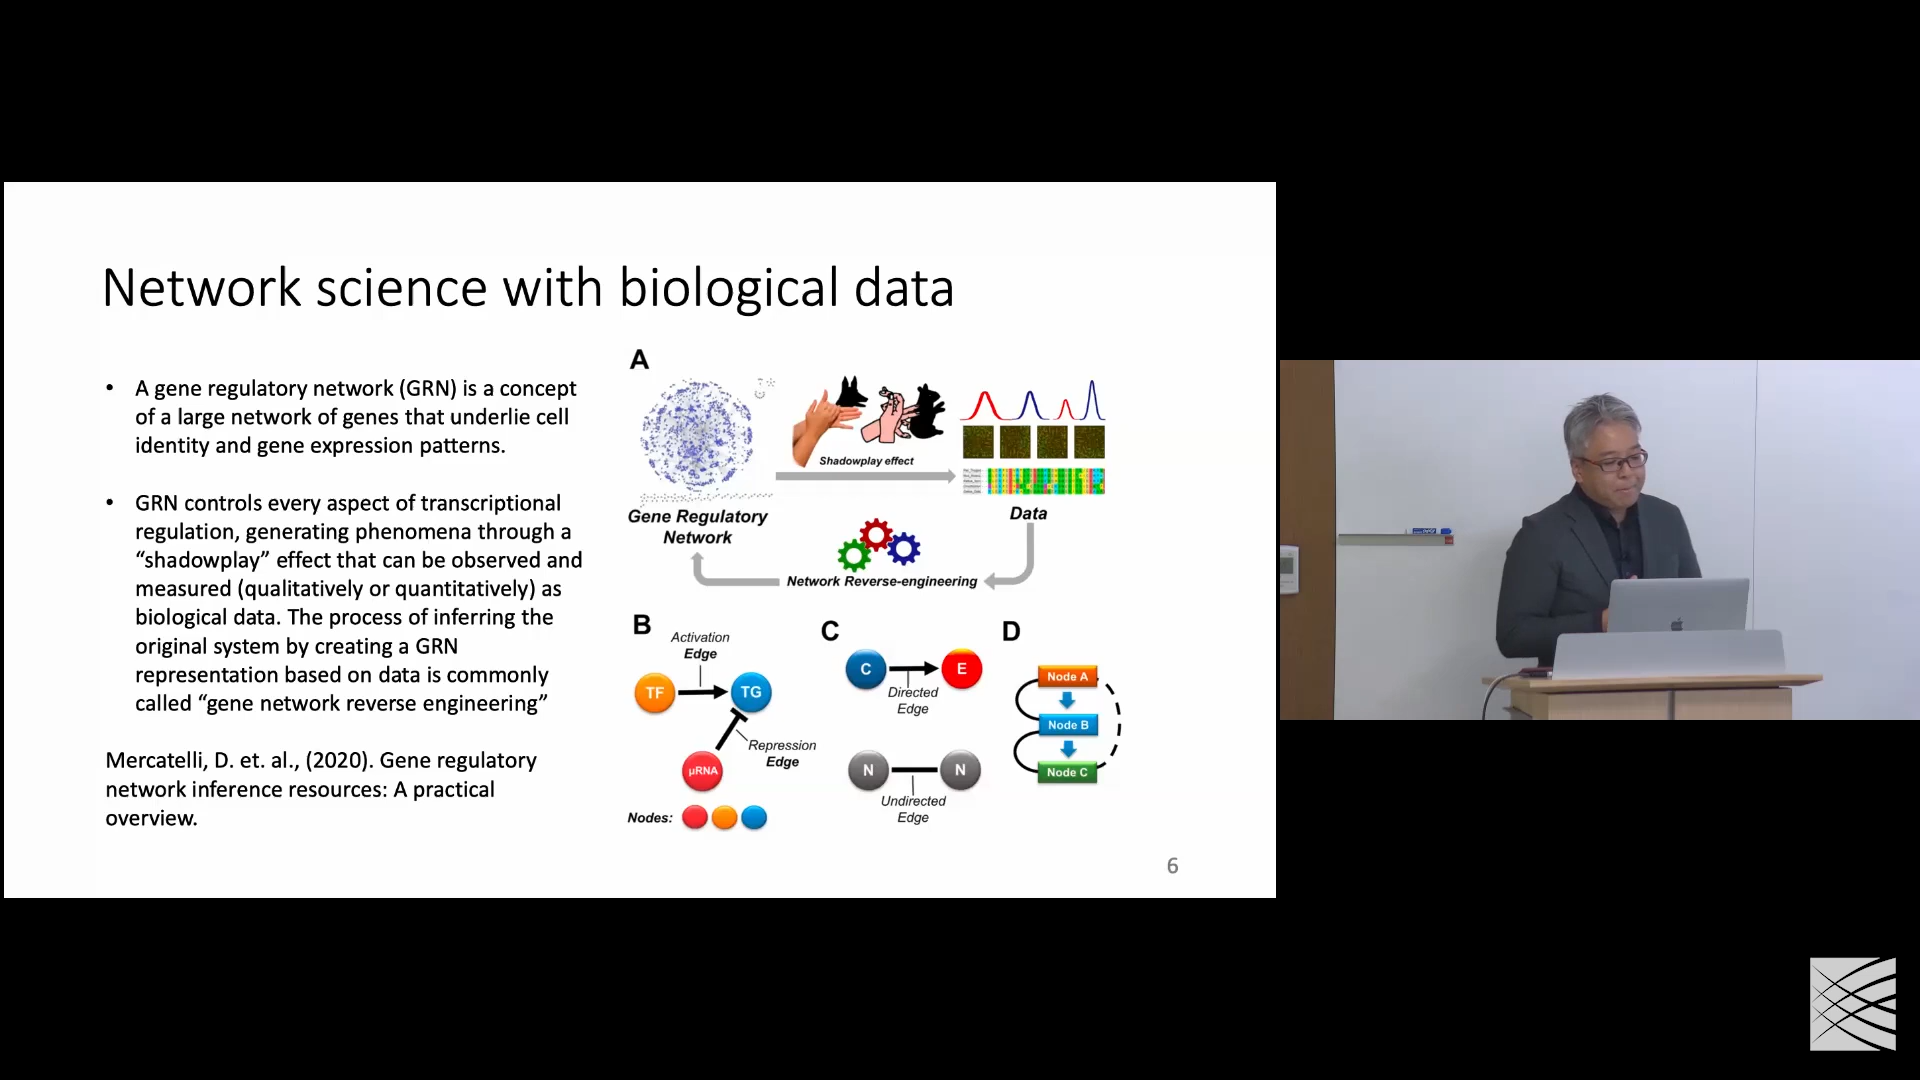 Network science with biological data
• A gene regulatory network (GRN) is a concept
of a large network of genes that underlie cell
identity and gene expression patterns.
• GRN controls every aspect of transcriptional
regulation, generating phenomena through a
“shadowplay” effect that can be observed and
measured (qualitatively or quantitatively) as
biological data. The process of inferring the
original system by creating a GRN
representation based on data is commonly
called “gene network reverse engineering”
Mercatelli, D. et. al., (2020). Gene regulatory
network inference resources: A practical
overview.
A
Shadowplay effect
Gene Regulatory
Network
Data
Network Reverse-engineering
B
Activation
Edge
TF
TG
Repression
Edge
µRNA
Nodes:
C
C
E
Directed
Edge
N
N
Undirected
Edge
D
Node A
Node B
Node C
6